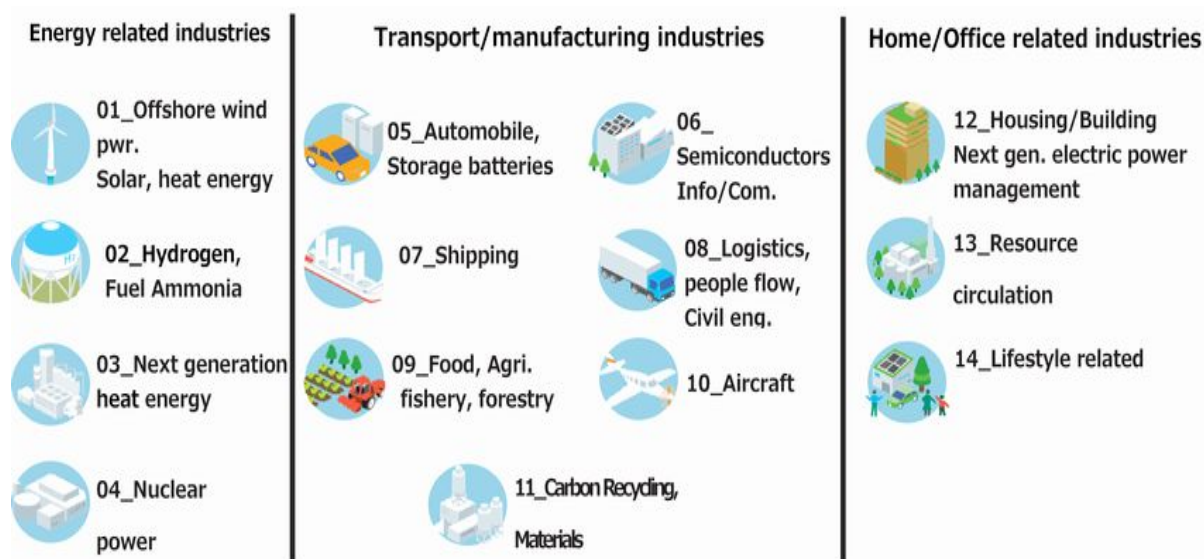 Energy related industries
01_Offshore wind
pwr.
Solar, heat energy
02_Hydrogen,
Fuel Ammonia
03_Next generation
heat energy
04_Nuclear
power
Transport/manufacturing industries
05_Automobile,
Storage batteries
06_
Semiconductors
Info/Com.
07_Shipping
08_Logistics,
people flow,
Civil eng.
09_Food, Agri.
fishery, forestry
10_Aircraft
11_Carbon Recycling,
Materials
Home/Office related industries
12_Housing/Building
Next gen. electric power
management
13_Resource
circulation
14_Lifestyle related